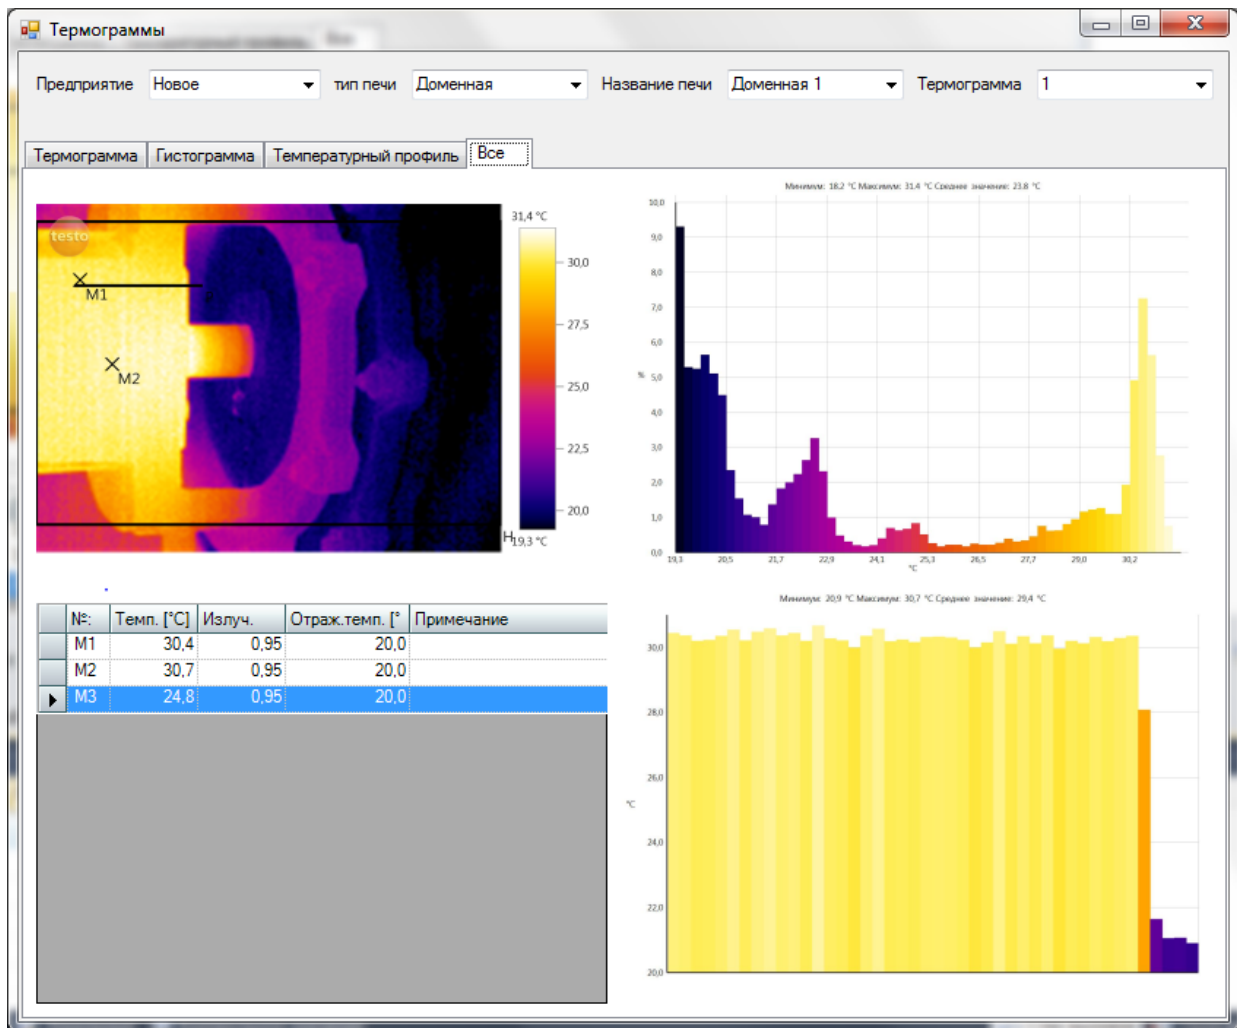 Термограммы
Предприятие Новое тип печи Доменная Название печи Доменная 1 Термограмма 1
Термограмма Гистограмма Температурный профиль Все
testo
M1
M2
31,4 °C
30,0
27,5
25,0
22,5
20,0
H19,3 °C
Минимум: 18.2 °C Максимум: 31.4 °C Среднее значение: 23.8 °C
10,0
9,0
8,0
7,0
6,0
% 5,0
4,0
3,0
2,0
1,0
0,0
19,3 20,5 21,7 22,9 24,1 25,3 26,5 27,7 29,0 30,2
°C
№: Темп. [°C] Излуч. Отраж.темп. [° Примечание
M1 30,4 0,95 20,0
M2 30,7 0,95 20,0
M3 24,8 0,95 20,0
Минимум: 20,9 °C Максимум: 30,7 °C Среднее значение: 29,4 °C
30,0
28,0
26,0
°C
24,0
22,0
20,0